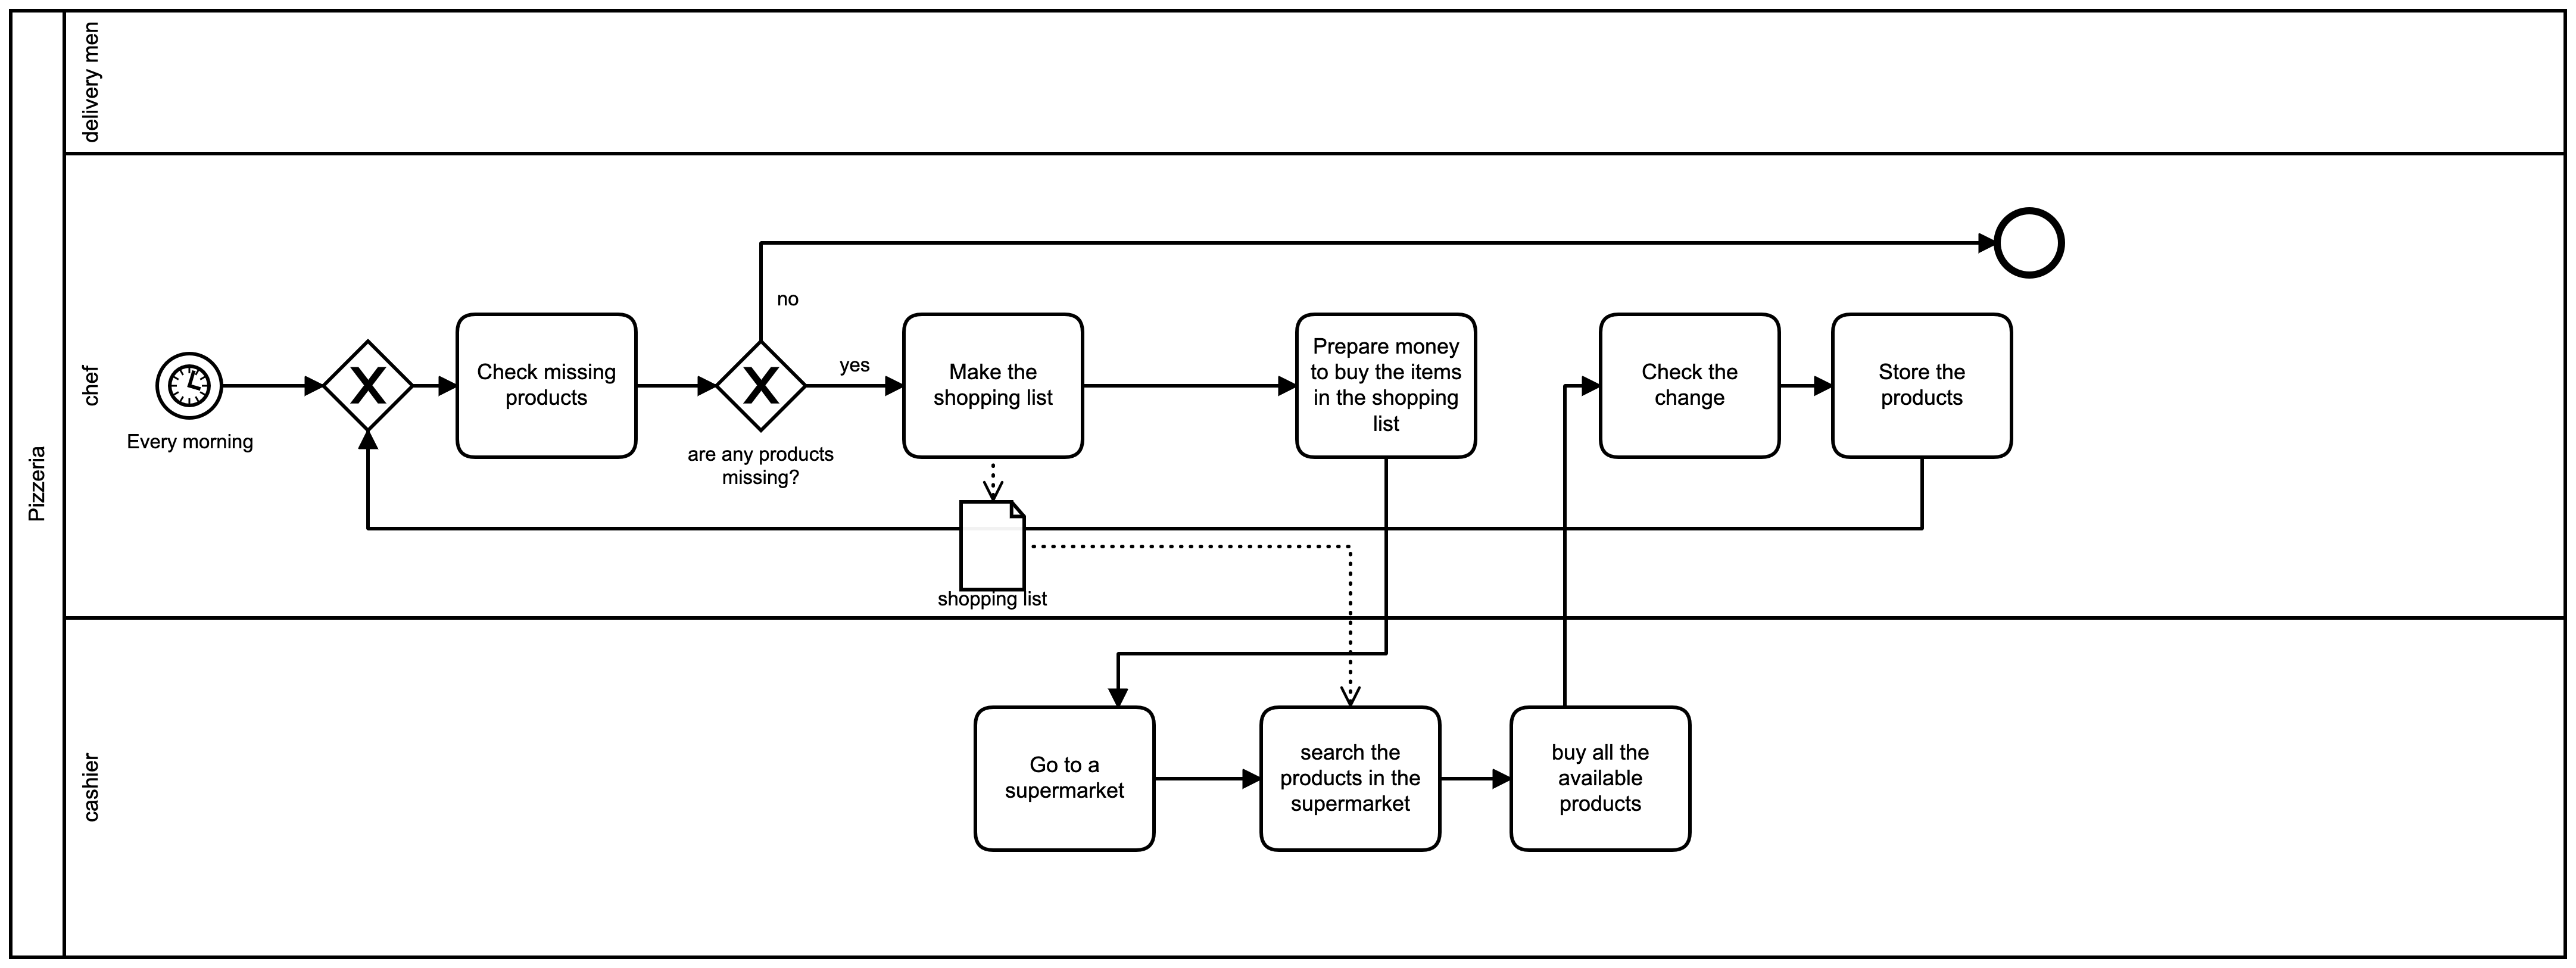 Pizzeria
delivery men
chef
cashier
Every morning
X
Check missing
products
X
are any products
missing?
no
yes
Make the
shopping list
shopping list
Prepare money
to buy the items
in the shopping
list
Check the
change
Store the
products
Go to a
supermarket
search the
products in the
supermarket
buy all the
available
products